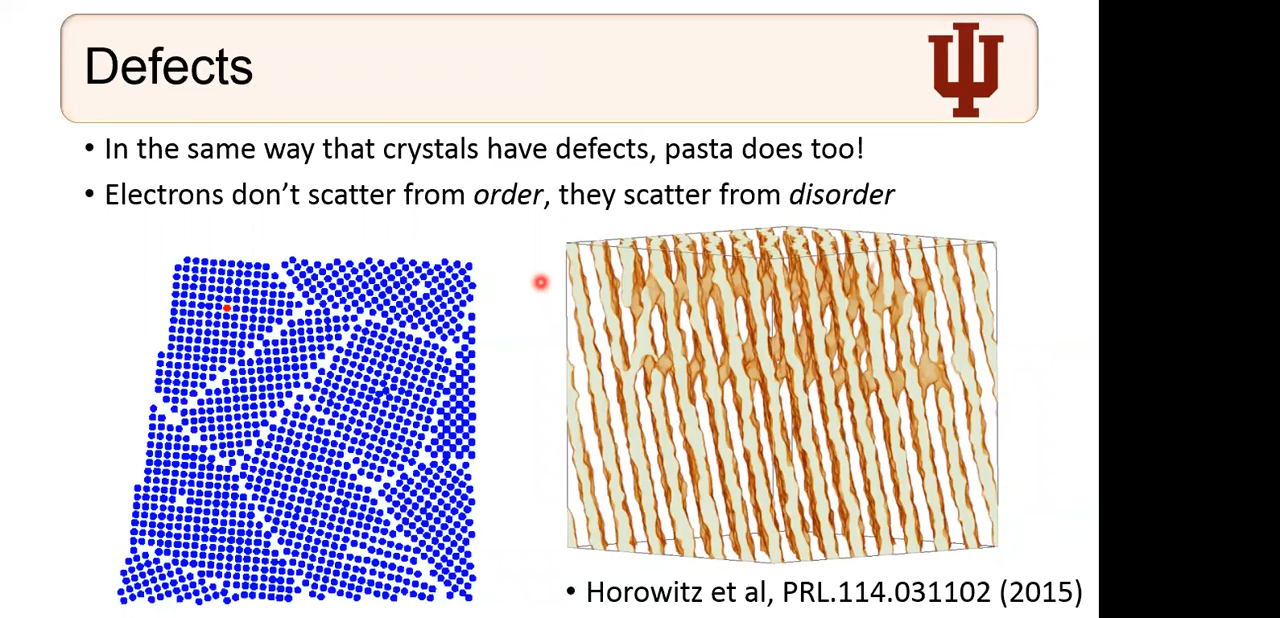 Defects
• In the same way that crystals have defects, pasta does too!
• Electrons don’t scatter from order, they scatter from disorder
• Horowitz et al, PRL.114.031102 (2015)